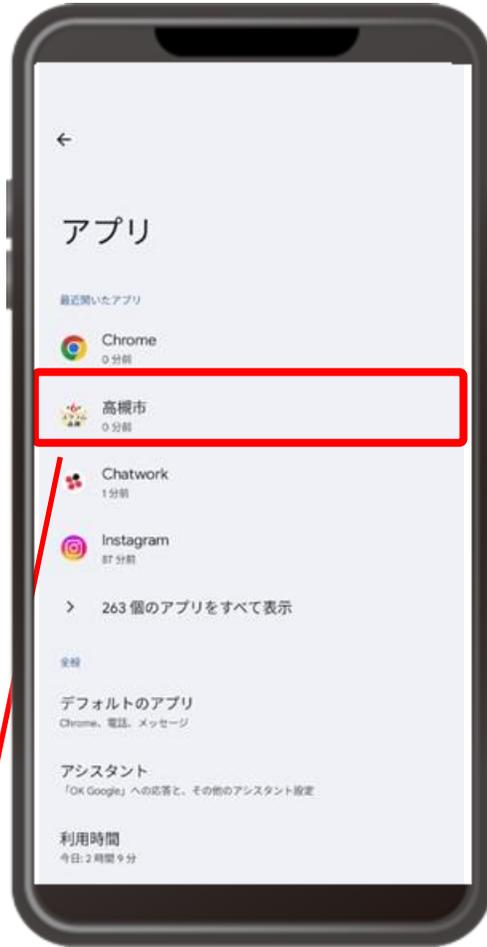 ←
アプリ
最近開いたアプリ
Chrome
0 分前
高槻市
0 分前
Chatwork
1 分前
Instagram
87 分前
> 263 個のアプリをすべて表示
全般
デフォルトのアプリ
Chrome、電話、メッセージ
アシスタント
「OK Google」への応答と、その他のアシスタント設定
利用時間
今日: 2 時間 9 分